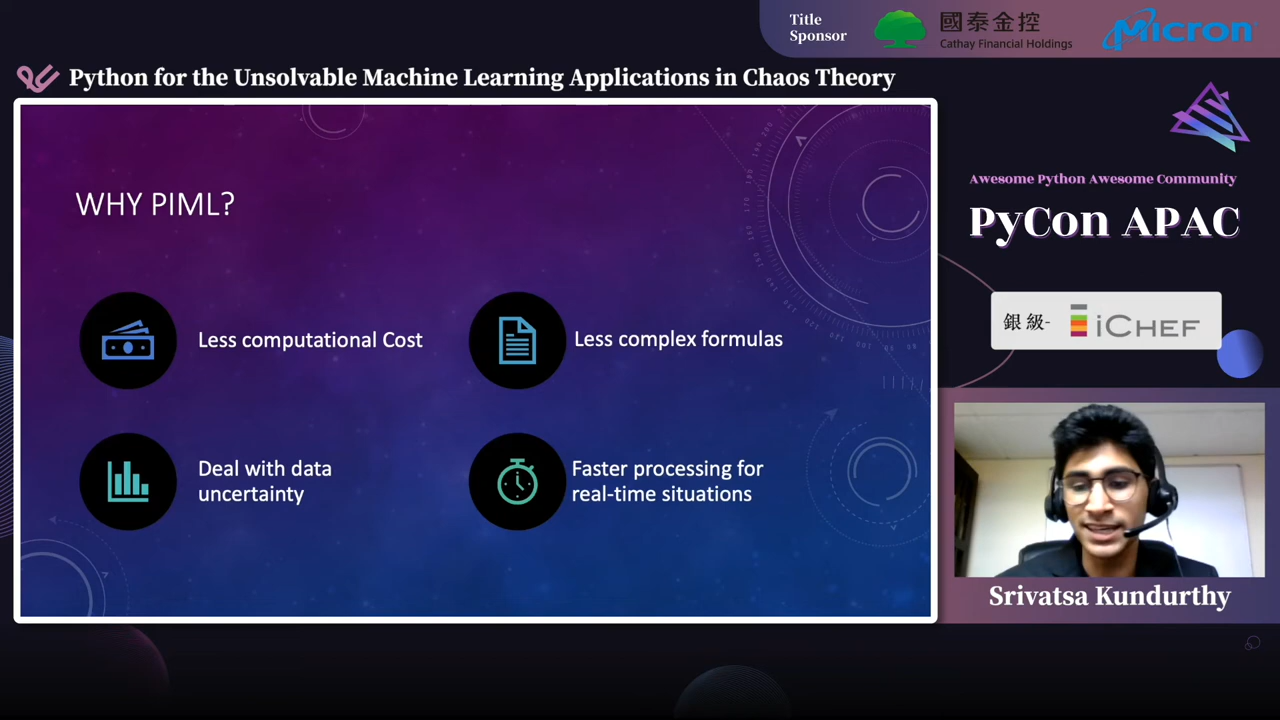 Title
Sponsor
國泰金控
Cathay Financial Holdings
Micron
Python for the Unsolvable Machine Learning Applications in Chaos Theory
WHY PIML?
Less computational Cost
Less complex formulas
Deal with data
uncertainty
Faster processing for
real-time situations
Awesome Python Awesome Community
PyCon APAC
銀級-
iCHEF
Srivatsa Kundurthy